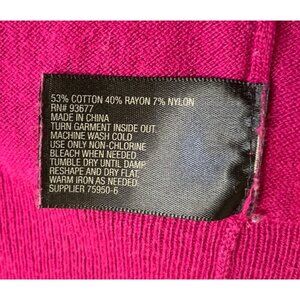 53% COTTON 40% RAYON 7% NYLON
RN# 93677
MADE IN CHINA
TURN GARMENT INSIDE OUT.
MACHINE WASH COLD
USE ONLY NON-CHLORINE
BLEACH WHEN NEEDED.
TUMBLE DRY UNTIL DAMP.
RESHAPE AND DRY FLAT.
WARM IRON AS NEEDED.
SUPPLIER 75950-6